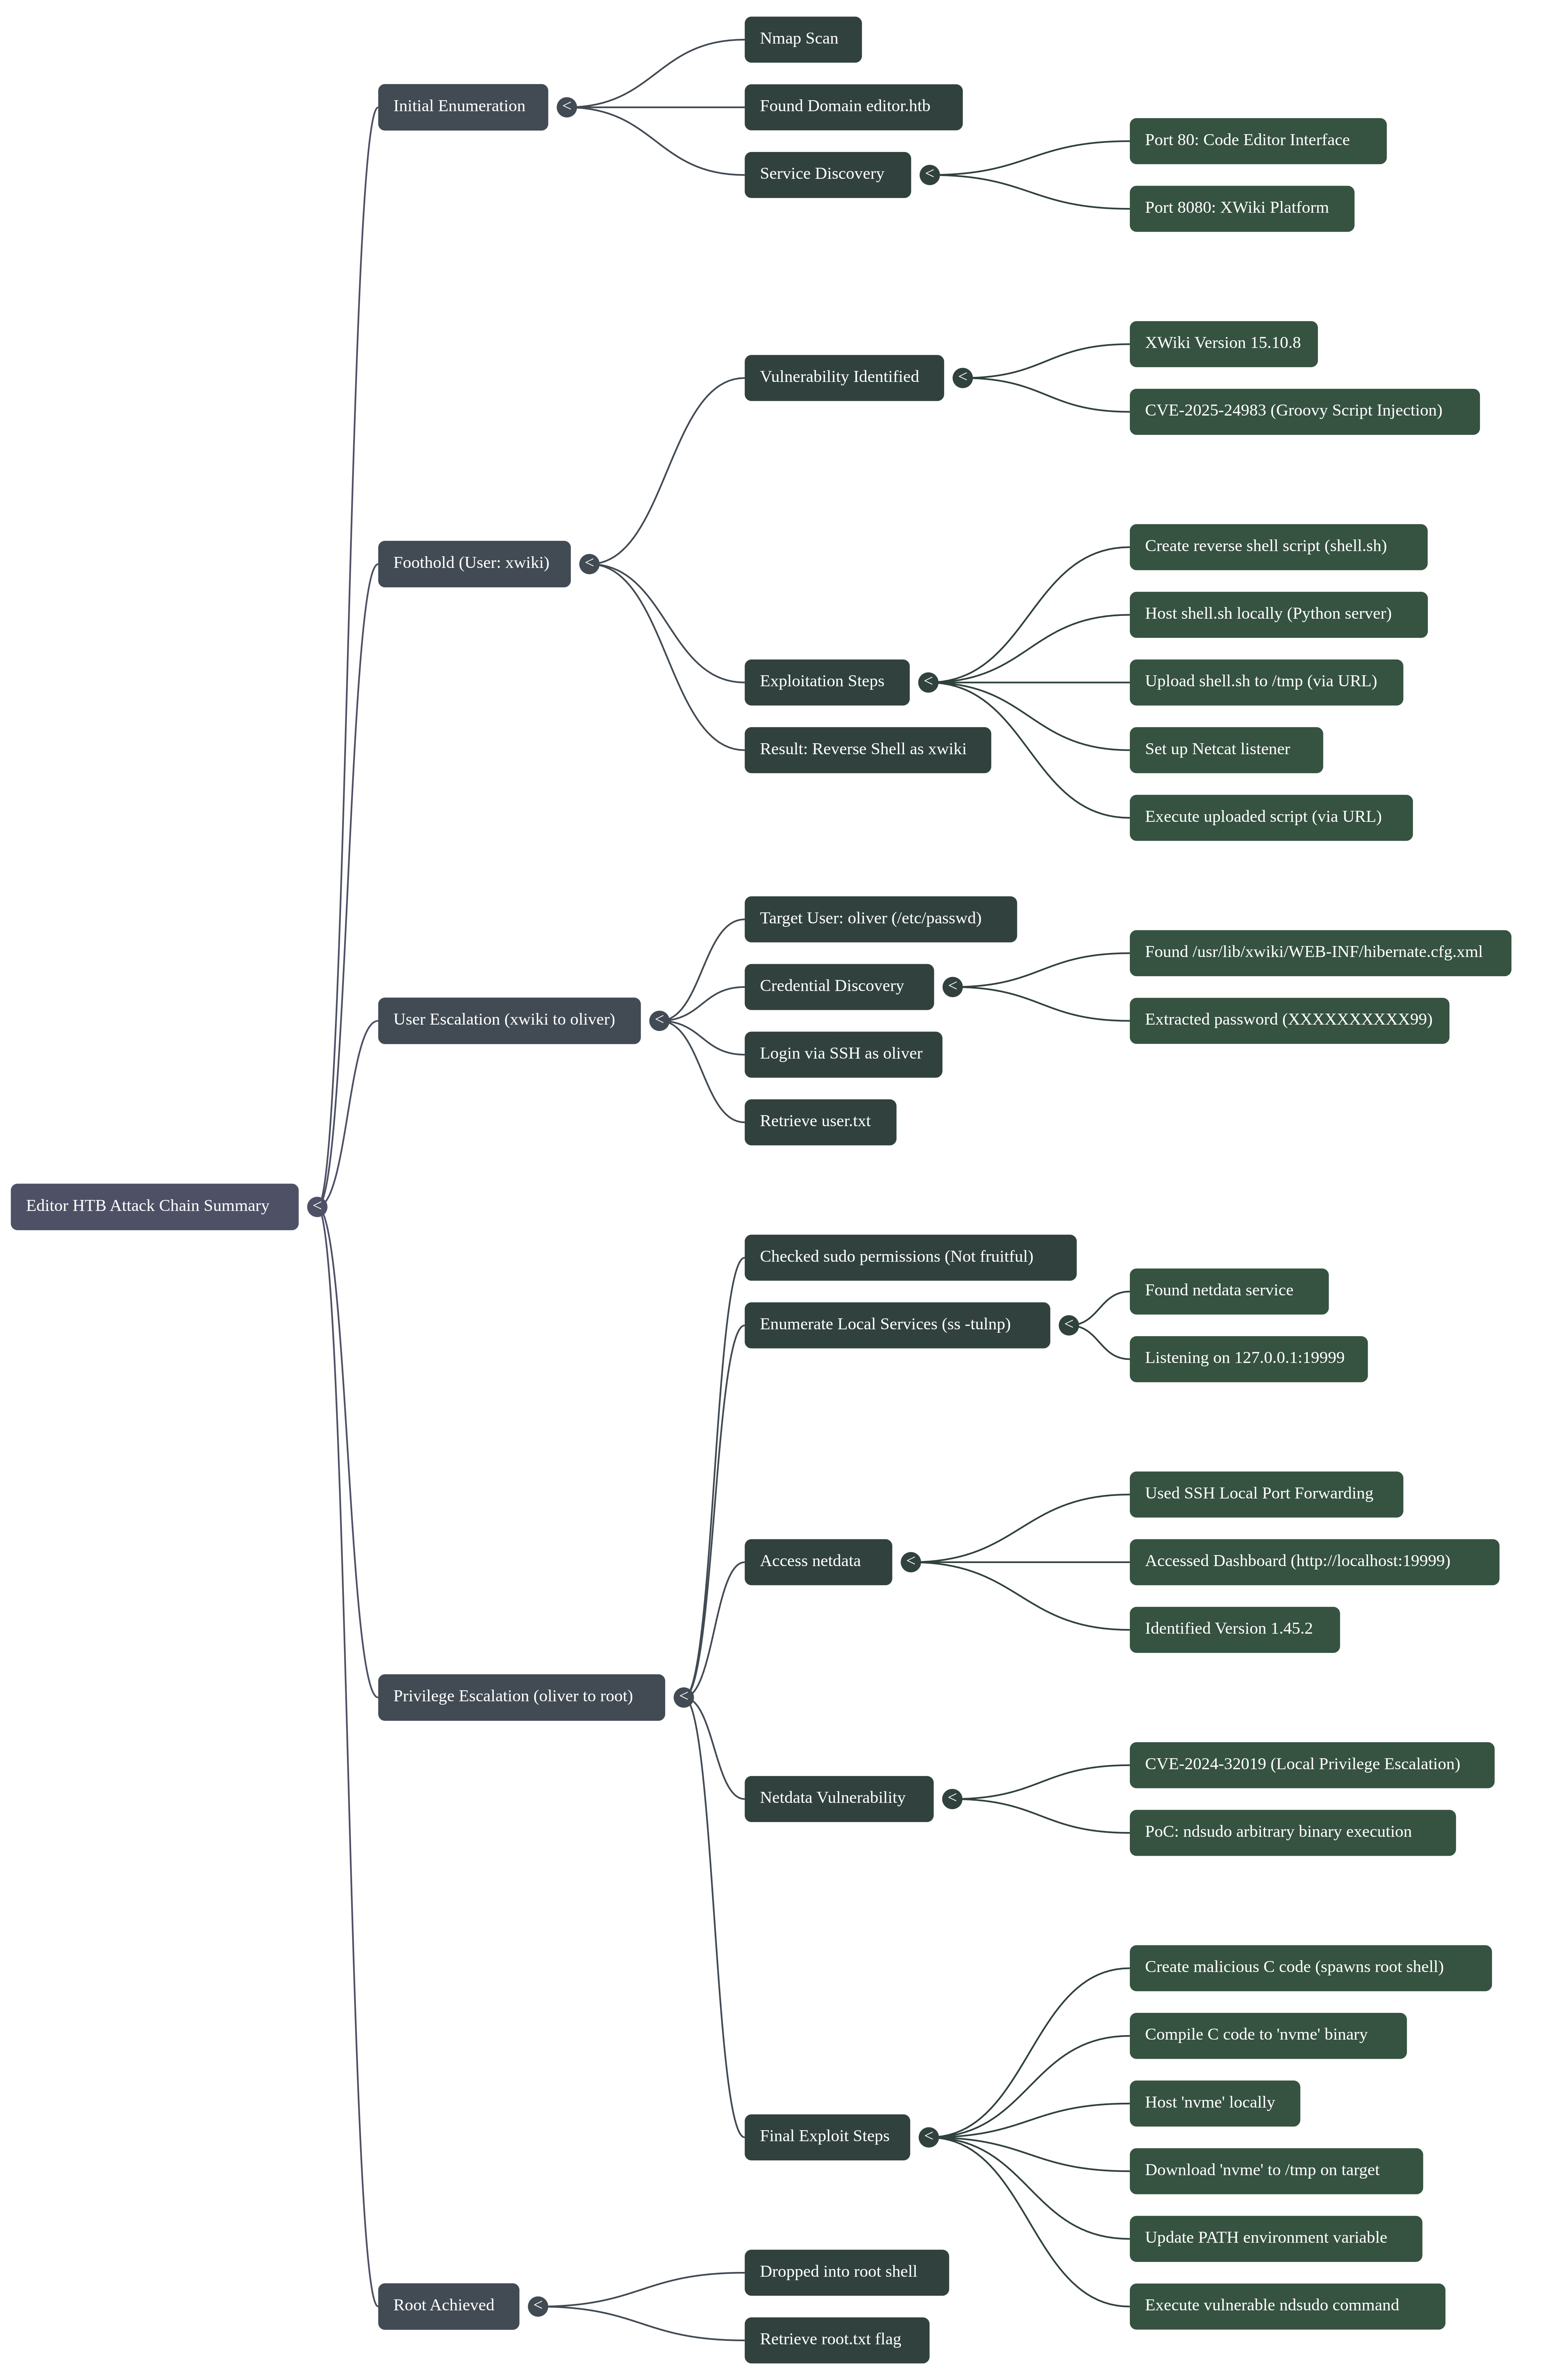 Editor HTB Attack Chain Summary
Initial Enumeration
Nmap Scan
Found Domain editor.htb
Service Discovery
Port 80: Code Editor Interface
Port 8080: XWiki Platform
Foothold (User: xwiki)
Vulnerability Identified
XWiki Version 15.10.8
CVE-2025-24983 (Groovy Script Injection)
Exploitation Steps
Create reverse shell script (shell.sh)
Host shell.sh locally (Python server)
Upload shell.sh to /tmp (via URL)
Set up Netcat listener
Execute uploaded script (via URL)
Result: Reverse Shell as xwiki
User Escalation (xwiki to oliver)
Target User: oliver (/etc/passwd)
Credential Discovery
Found /usr/lib/xwiki/WEB-INF/hibernate.cfg.xml
Extracted password (XXXXXXXXXX99)
Login via SSH as oliver
Retrieve user.txt
Privilege Escalation (oliver to root)
Checked sudo permissions (Not fruitful)
Enumerate Local Services (ss -tulnp)
Found netdata service
Listening on 127.0.0.1:19999
Access netdata
Used SSH Local Port Forwarding
Accessed Dashboard (http://localhost:19999)
Identified Version 1.45.2
Netdata Vulnerability
CVE-2024-32019 (Local Privilege Escalation)
PoC: ndsudo arbitrary binary execution
Final Exploit Steps
Create malicious C code (spawns root shell)
Compile C code to 'nvme' binary
Host 'nvme' locally
Download 'nvme' to /tmp on target
Update PATH environment variable
Execute vulnerable ndsudo command
Root Achieved
Dropped into root shell
Retrieve root.txt flag